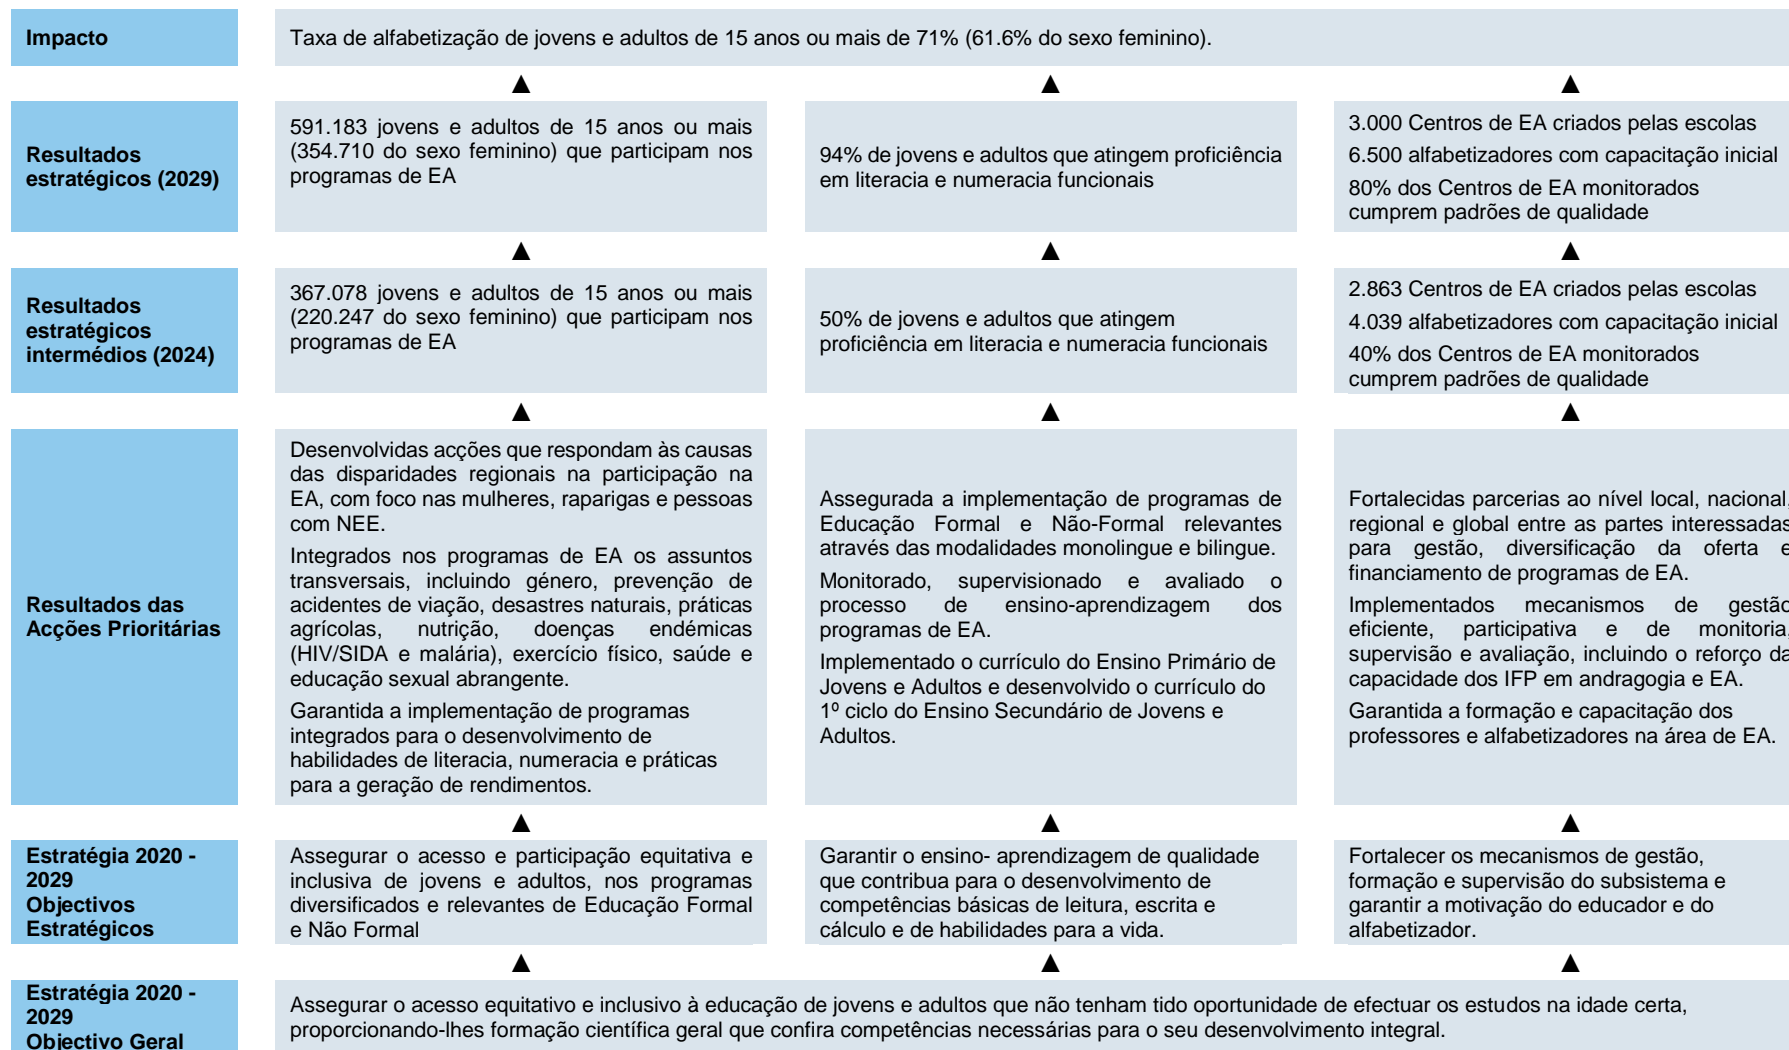 Impacto
Taxa de alfabetização de jovens e adultos de 15 anos ou mais de 71% (61.6% do sexo feminino).
▲ ▲ ▲
Resultados
estratégicos (2029)
591.183 jovens e adultos de 15 anos ou mais
(354.710 do sexo feminino) que participam nos
programas de EA
94% de jovens e adultos que atingem proficiência
em literacia e numeracia funcionais
3.000 Centros de EA criados pelas escolas
6.500 alfabetizadores com capacitação inicial
80% dos Centros de EA monitorados
cumprem padrões de qualidade
▲ ▲ ▲
Resultados
estratégicos
intermédios (2024)
367.078 jovens e adultos de 15 anos ou mais
(220.247 do sexo feminino) que participam nos
programas de EA
50% de jovens e adultos que atingem
proficiência em literacia e numeracia funcionais
2.863 Centros de EA criados pelas escolas
4.039 alfabetizadores com capacitação inicial
40% dos Centros de EA monitorados
cumprem padrões de qualidade
▲ ▲ ▲
Resultados das
Acções Prioritárias
Desenvolvidas acções que respondam às causas
das disparidades regionais na participação na
EA, com foco nas mulheres, raparigas e pessoas
com NEE.
Integrados nos programas de EA os assuntos
transversais, incluindo género, prevenção de
acidentes de viação, desastres naturais, práticas
agrícolas, nutrição, doenças endémicas
(HIV/SIDA e malária), exercício físico, saúde e
educação sexual abrangente.
Garantida a implementação de programas
integrados para o desenvolvimento de
habilidades de literacia, numeracia e práticas
para a geração de rendimentos.
Assegurada a implementação de programas de
Educação Formal e Não-Formal relevantes
através das modalidades monolingue e bilingue.
Monitorado, supervisionado e avaliado o
processo de ensino-aprendizagem dos
programas de EA.
Implementado o currículo do Ensino Primário de
Jovens e Adultos e desenvolvido o currículo do
1º ciclo do Ensino Secundário de Jovens e
Adultos.
Fortalecidas parcerias ao nível local, nacional,
regional e global entre as partes interessadas
para gestão, diversificação da oferta e
financiamento de programas de EA.
Implementados mecanismos de gestão
eficiente, participativa e de monitoria,
supervisão e avaliação, incluindo o reforço da
capacidade dos IFP em andragogia e EA.
Garantida a formação e capacitação dos
professores e alfabetizadores na área de EA.
▲ ▲ ▲
Estratégia 2020 -
2029
Objectivos
Estratégicos
Assegurar o acesso e participação equitativa e
inclusiva de jovens e adultos, nos programas
diversificados e relevantes de Educação Formal
e Não Formal
Garantir o ensino- aprendizagem de qualidade
que contribua para o desenvolvimento de
competências básicas de leitura, escrita e
cálculo e de habilidades para a vida.
Fortalecer os mecanismos de gestão,
formação e supervisão do subsistema e
garantir a motivação do educador e do
alfabetizador.
▲ ▲ ▲
Estratégia 2020 -
2029
Objectivo Geral
Assegurar o acesso equitativo e inclusivo à educação de jovens e adultos que não tenham tido oportunidade de efectuar os estudos na idade certa,
proporcionando-lhes formação científica geral que confira competências necessárias para o seu desenvolvimento integral.